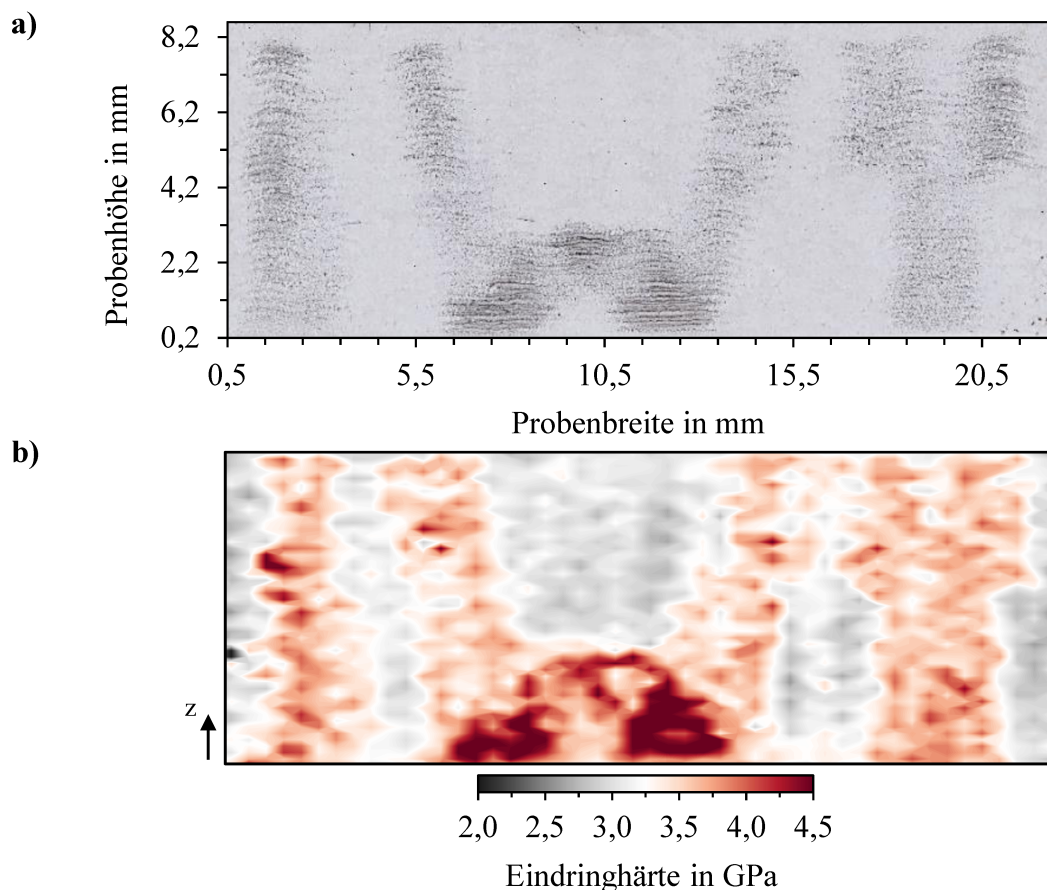 a)
Probenhöhe in mm
8,2
6,2
4,2
2,2
0,2
0,5 5,5 10,5 15,5 20,5
Probenbreite in mm
b)
z
2,0 2,5 3,0 3,5 4,0 4,5
Eindringhärte in GPa